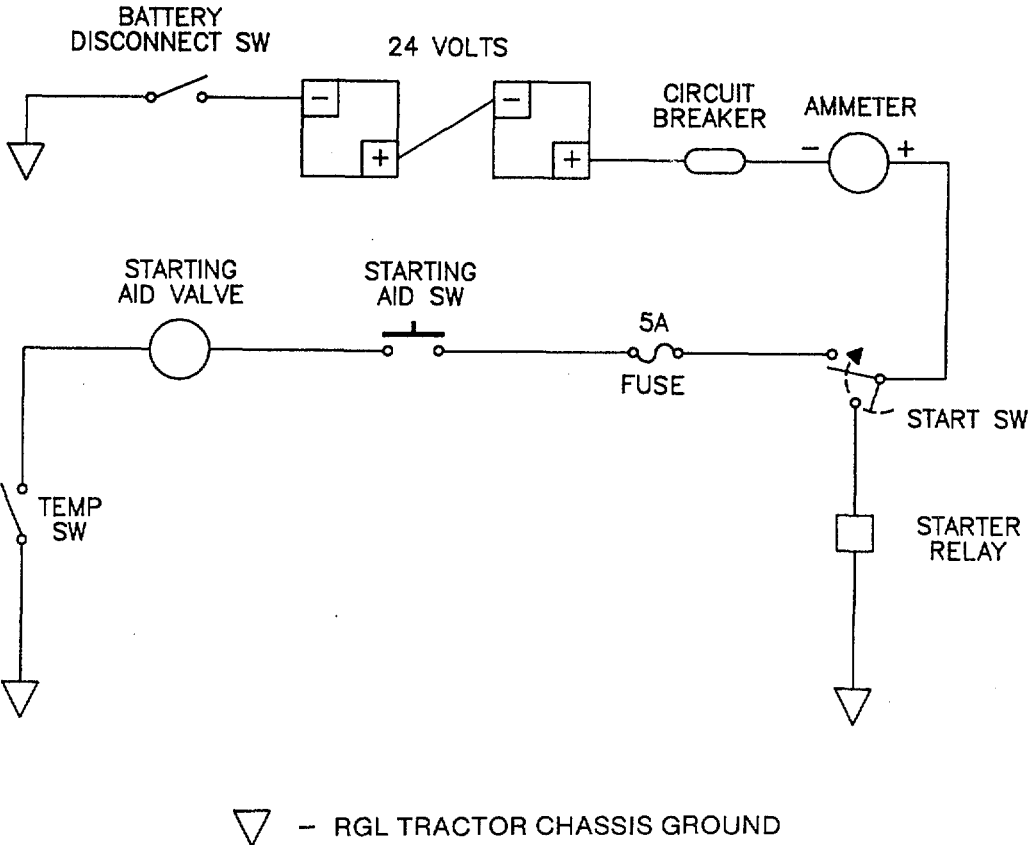 BATTERY
DISCONNECT SW
24 VOLTS
CIRCUIT
BREAKER
AMMETER
-
+
-
+
-
+
STARTING
AID VALVE
STARTING
AID SW
5A
FUSE
START SW
TEMP
SW
STARTER
RELAY
- RGL TRACTOR CHASSIS GROUND